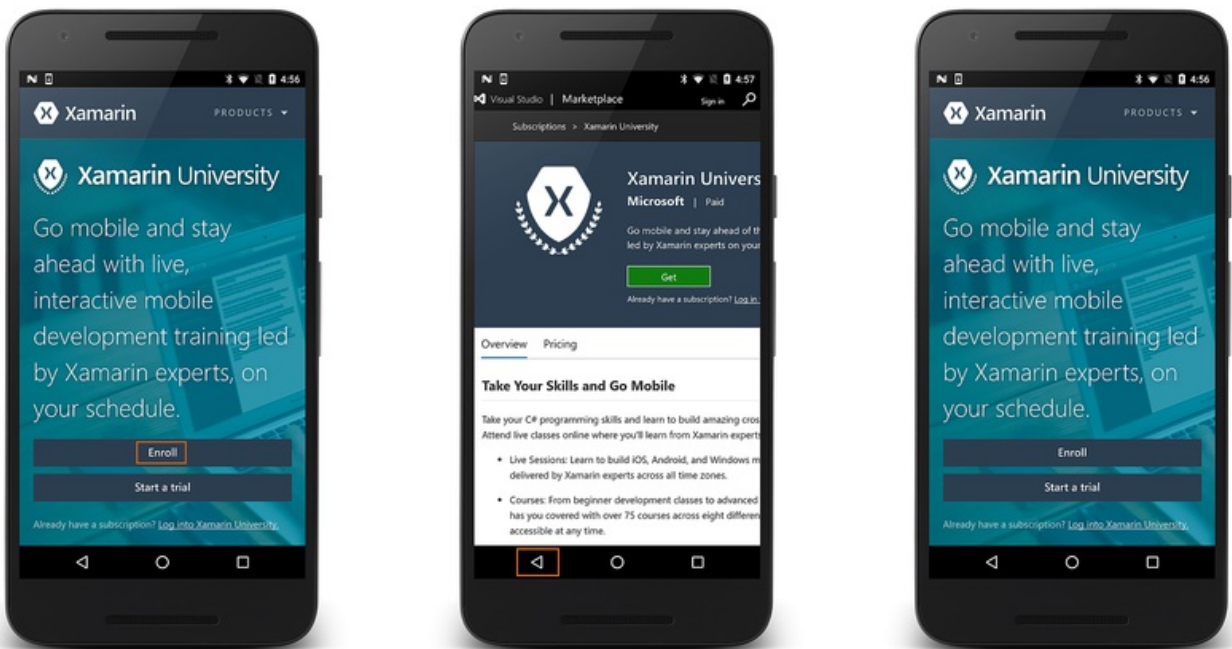 4:56
Xamarin
PRODUCTS
Xamarin University
Go mobile and stay
ahead with live,
interactive mobile
development training led
by Xamarin experts, on
your schedule.
Enroll
Start a trial
Already have a subscription? Log into Xamarin University.
4:57
Visual Studio | Marketplace
Sign in
Subscriptions > Xamarin University
Xamarin Univers
Microsoft | Paid
Go mobile and stay ahead of th
led by Xamarin experts on your
Get
Already have a subscription? Log in
Overview Pricing
Take Your Skills and Go Mobile
Take your C# programming skills and learn to build amazing cros
Attend live classes online where you'll learn from Xamarin experts
• Live Sessions: Learn to build iOS, Android, and Windows m
delivered by Xamarin experts across all time zones.
• Courses: From beginner development classes to advanced
has you covered with over 75 courses across eight differen
accessible at any time.
4:56
Xamarin
PRODUCTS
Xamarin University
Go mobile and stay
ahead with live,
interactive mobile
development training led
by Xamarin experts, on
your schedule.
Enroll
Start a trial
Already have a subscription? Log into Xamarin University.